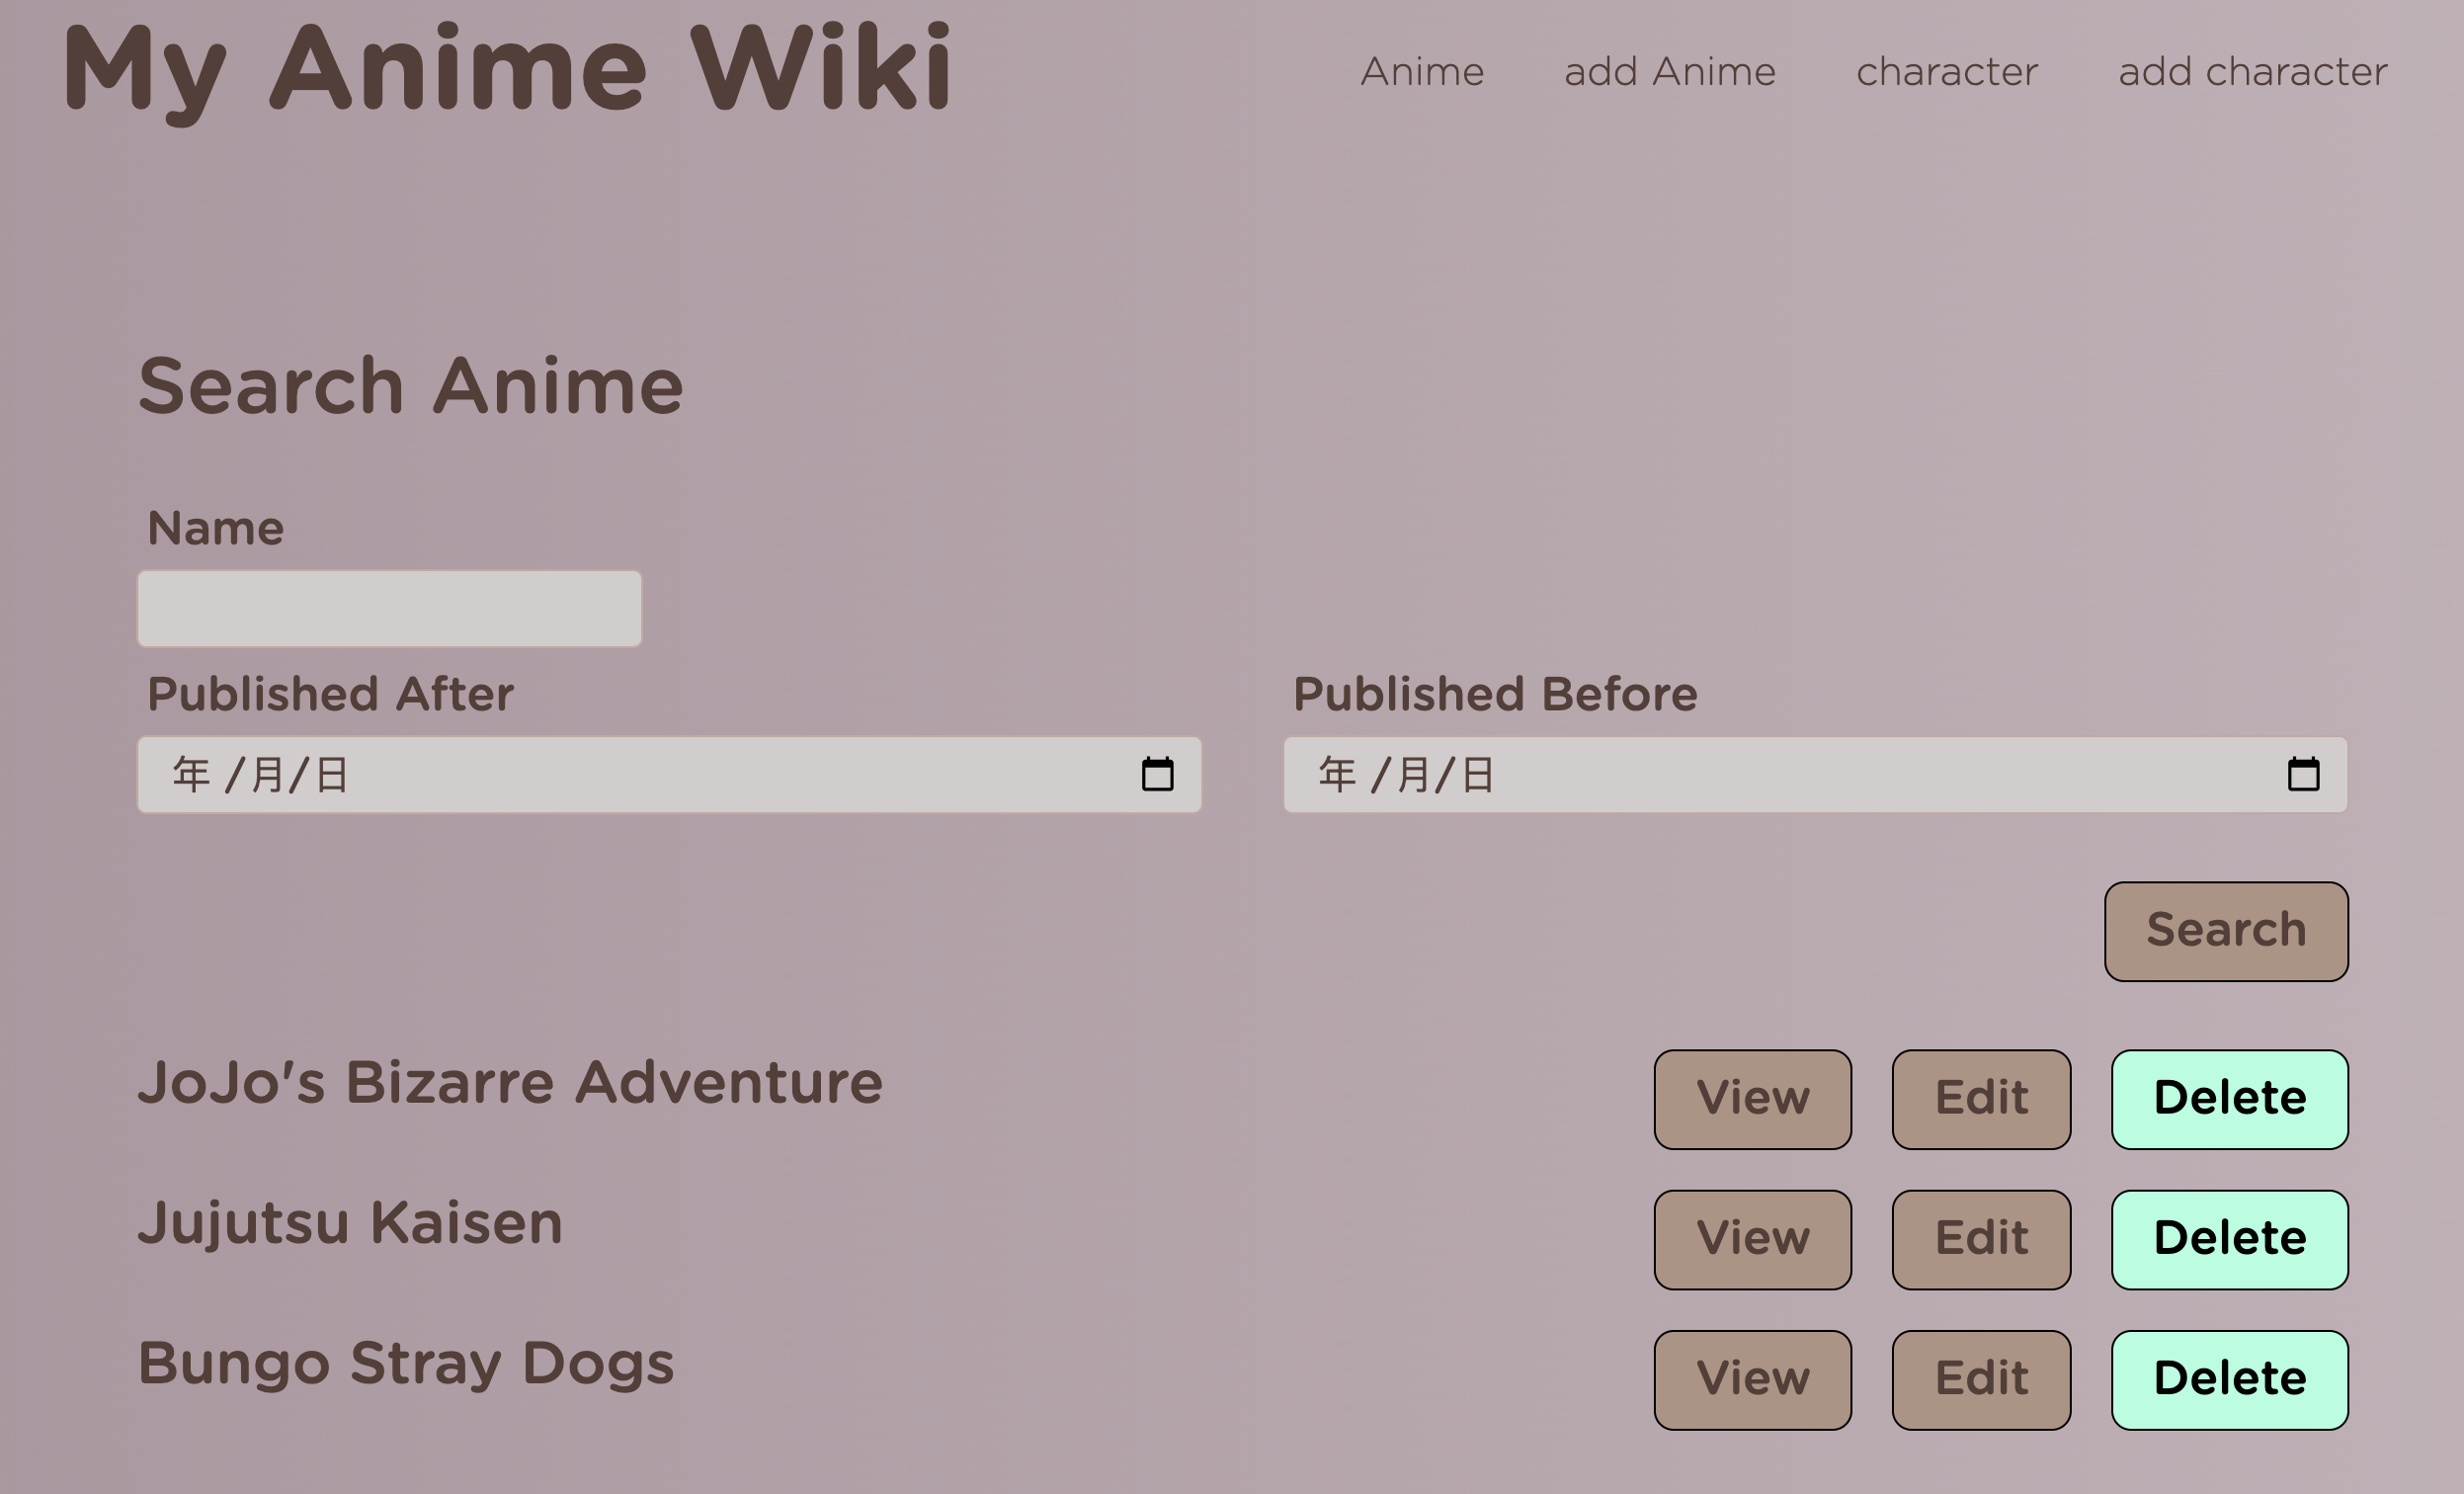 My Anime Wiki Anime add Anime character add character
Search Anime
Name
Published After Published Before
年 /月/日 年 /月/日
Search
JoJo's Bizarre Adventure View Edit Delete
Jujutsu Kaisen View Edit Delete
Bungo Stray Dogs View Edit Delete